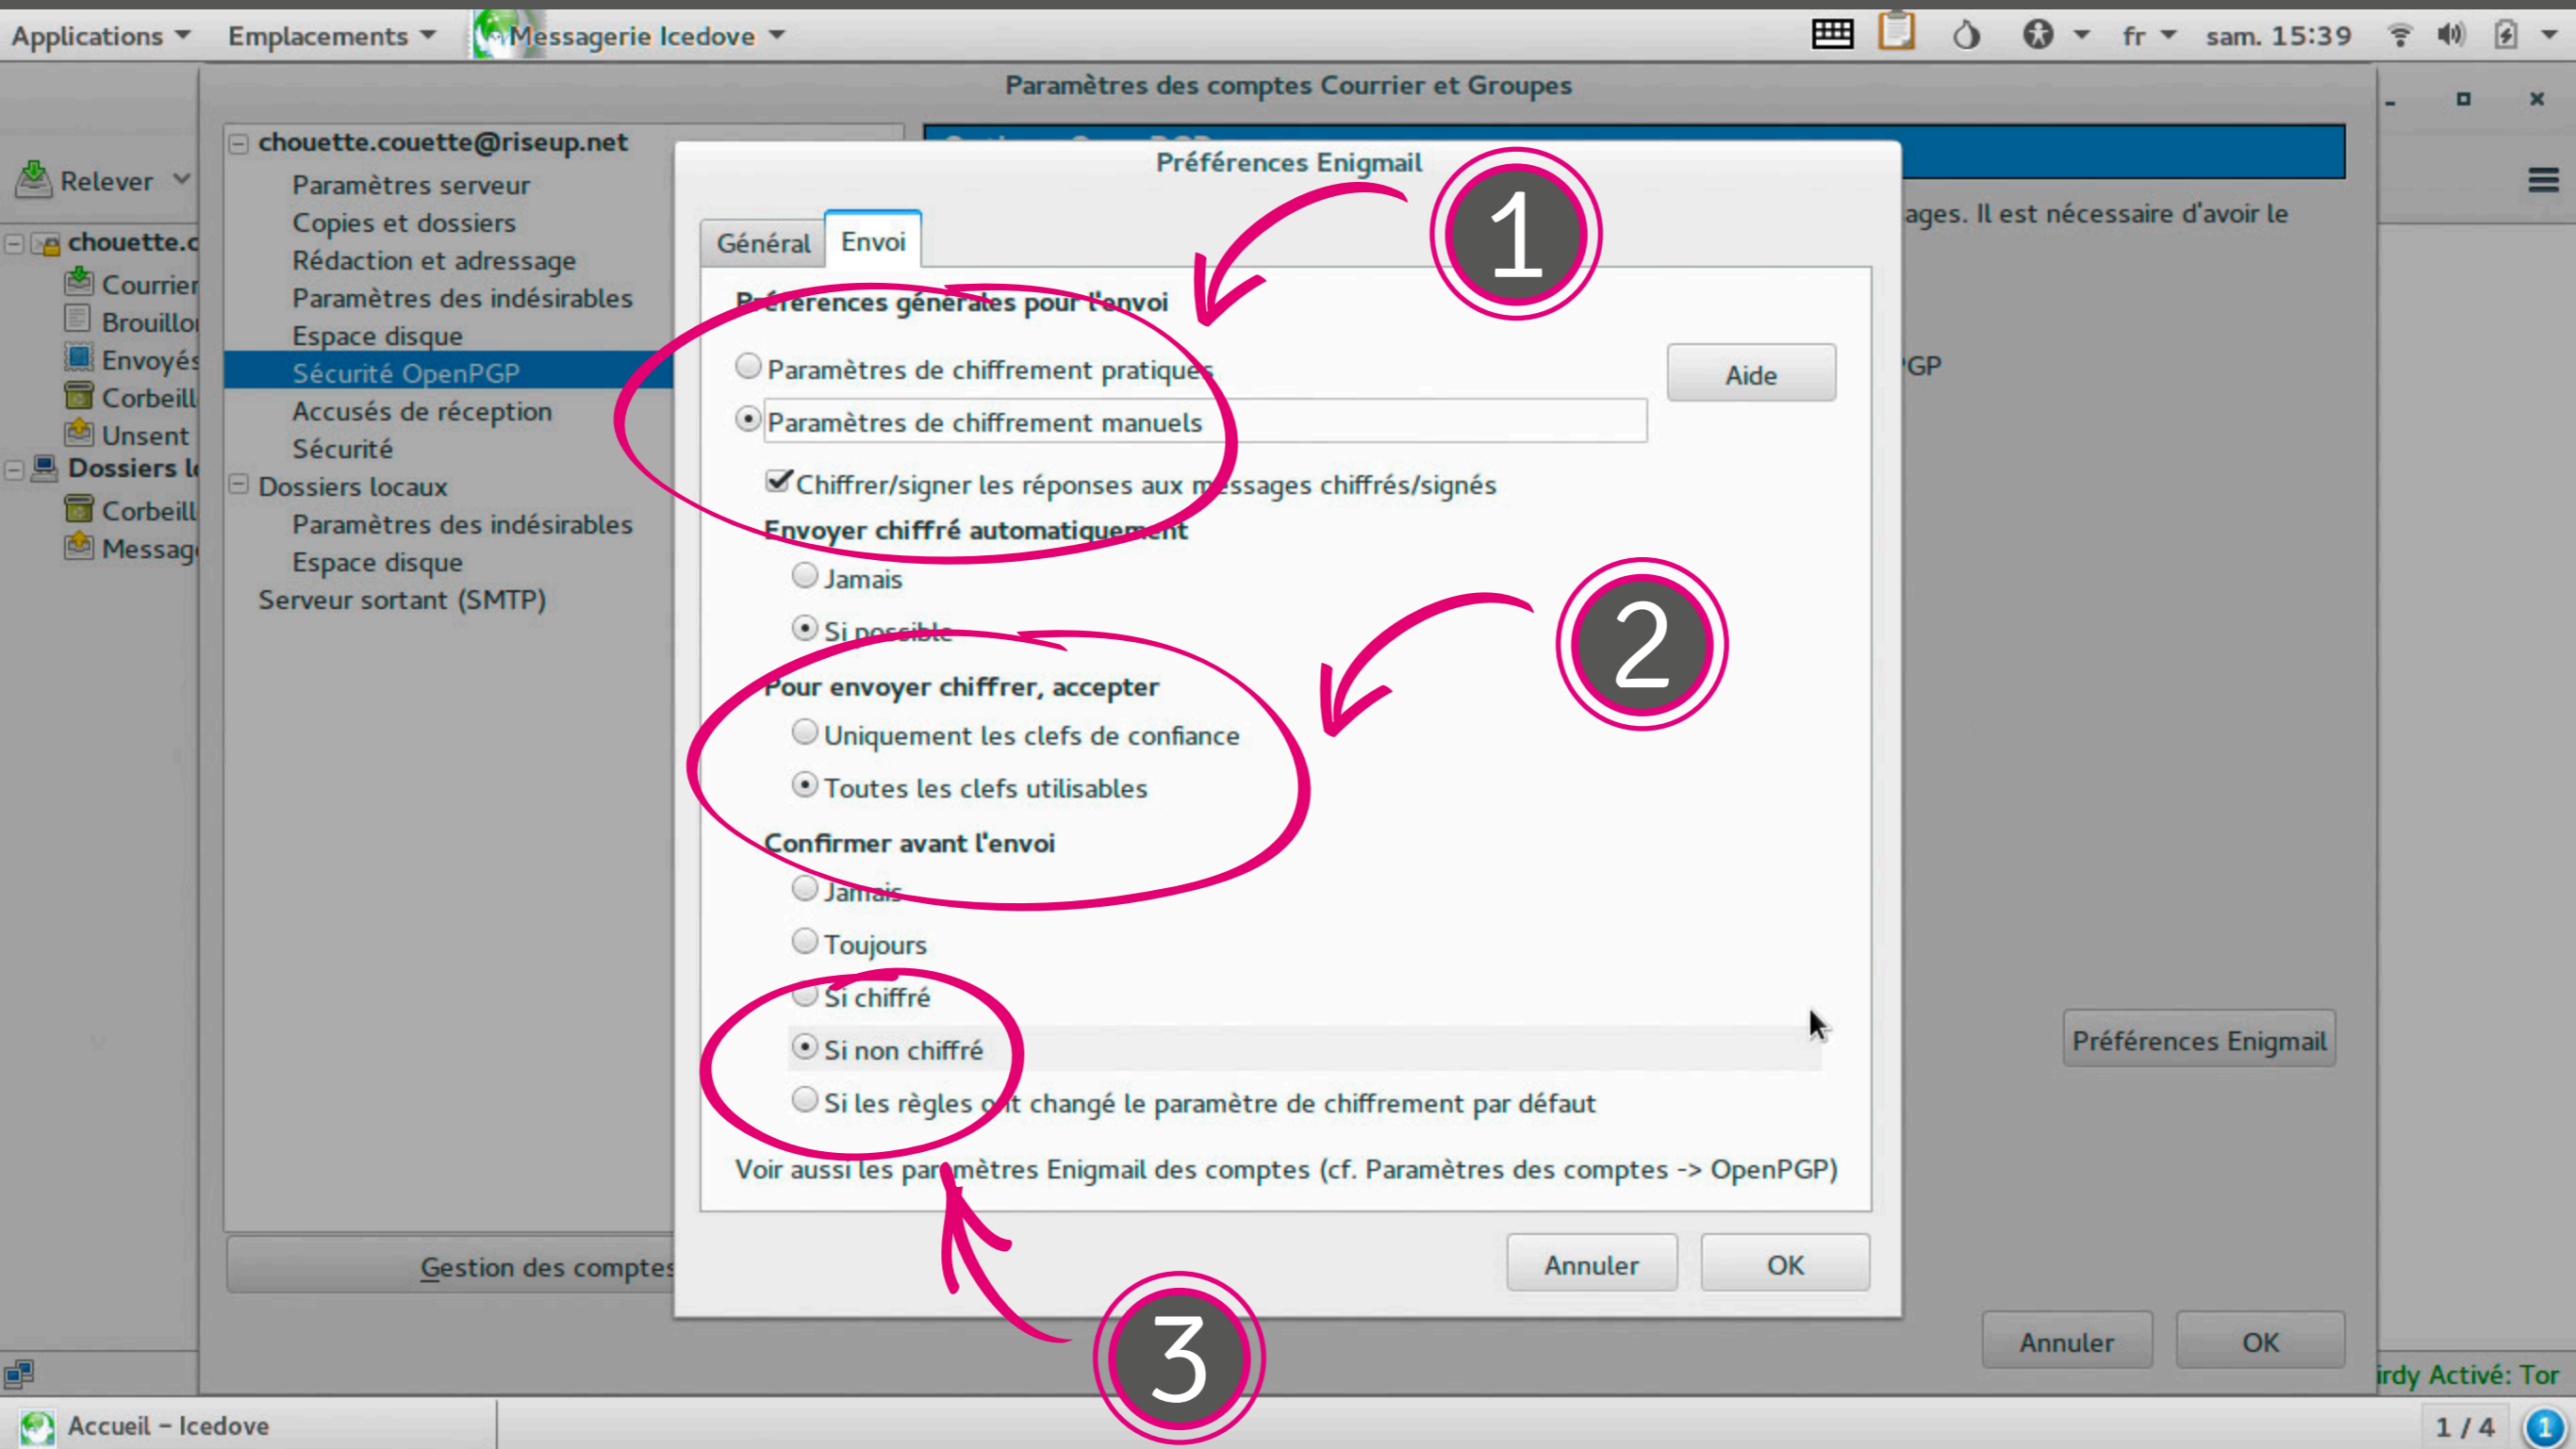 Applications Emplacements Messagerie Icedove fr sam. 15:39
Paramètres des comptes Courrier et Groupes
Relever
chouette.c
Courrier
Brouillo
Envoyés
Corbeill
Unsent
Dossiers l
Corbeill
Messag
chouette.couette@riseup.net
Paramètres serveur
Copies et dossiers
Rédaction et adressage
Paramètres des indésirables
Espace disque
Sécurité OpenPGP
Accusés de réception
Sécurité
Dossiers locaux
Paramètres des indésirables
Espace disque
Serveur sortant (SMTP)
Gestion des comptes
ages. Il est nécessaire d'avoir le
PGP
Préférences Enigmail
Annuler OK
Préférences Enigmail
1
Général Envoi
Préférences générales pour l'envoi
Paramètres de chiffrement pratiques
Aide
Paramètres de chiffrement manuels
Chiffrer/signer les réponses aux messages chiffrés/signés
Envoyer chiffré automatiquement
Jamais
Si possible
2
Pour envoyer chiffrer, accepter
Uniquement les clefs de confiance
Toutes les clefs utilisables
Confirmer avant l'envoi
Jamais
Toujours
Si chiffré
Si non chiffré
Si les règles ont changé le paramètre de chiffrement par défaut
Voir aussi les paramètres Enigmail des comptes (cf. Paramètres des comptes -> OpenPGP)
Annuler OK
3
irdy Activé: Tor
Accueil – Icedove
1 / 4 1